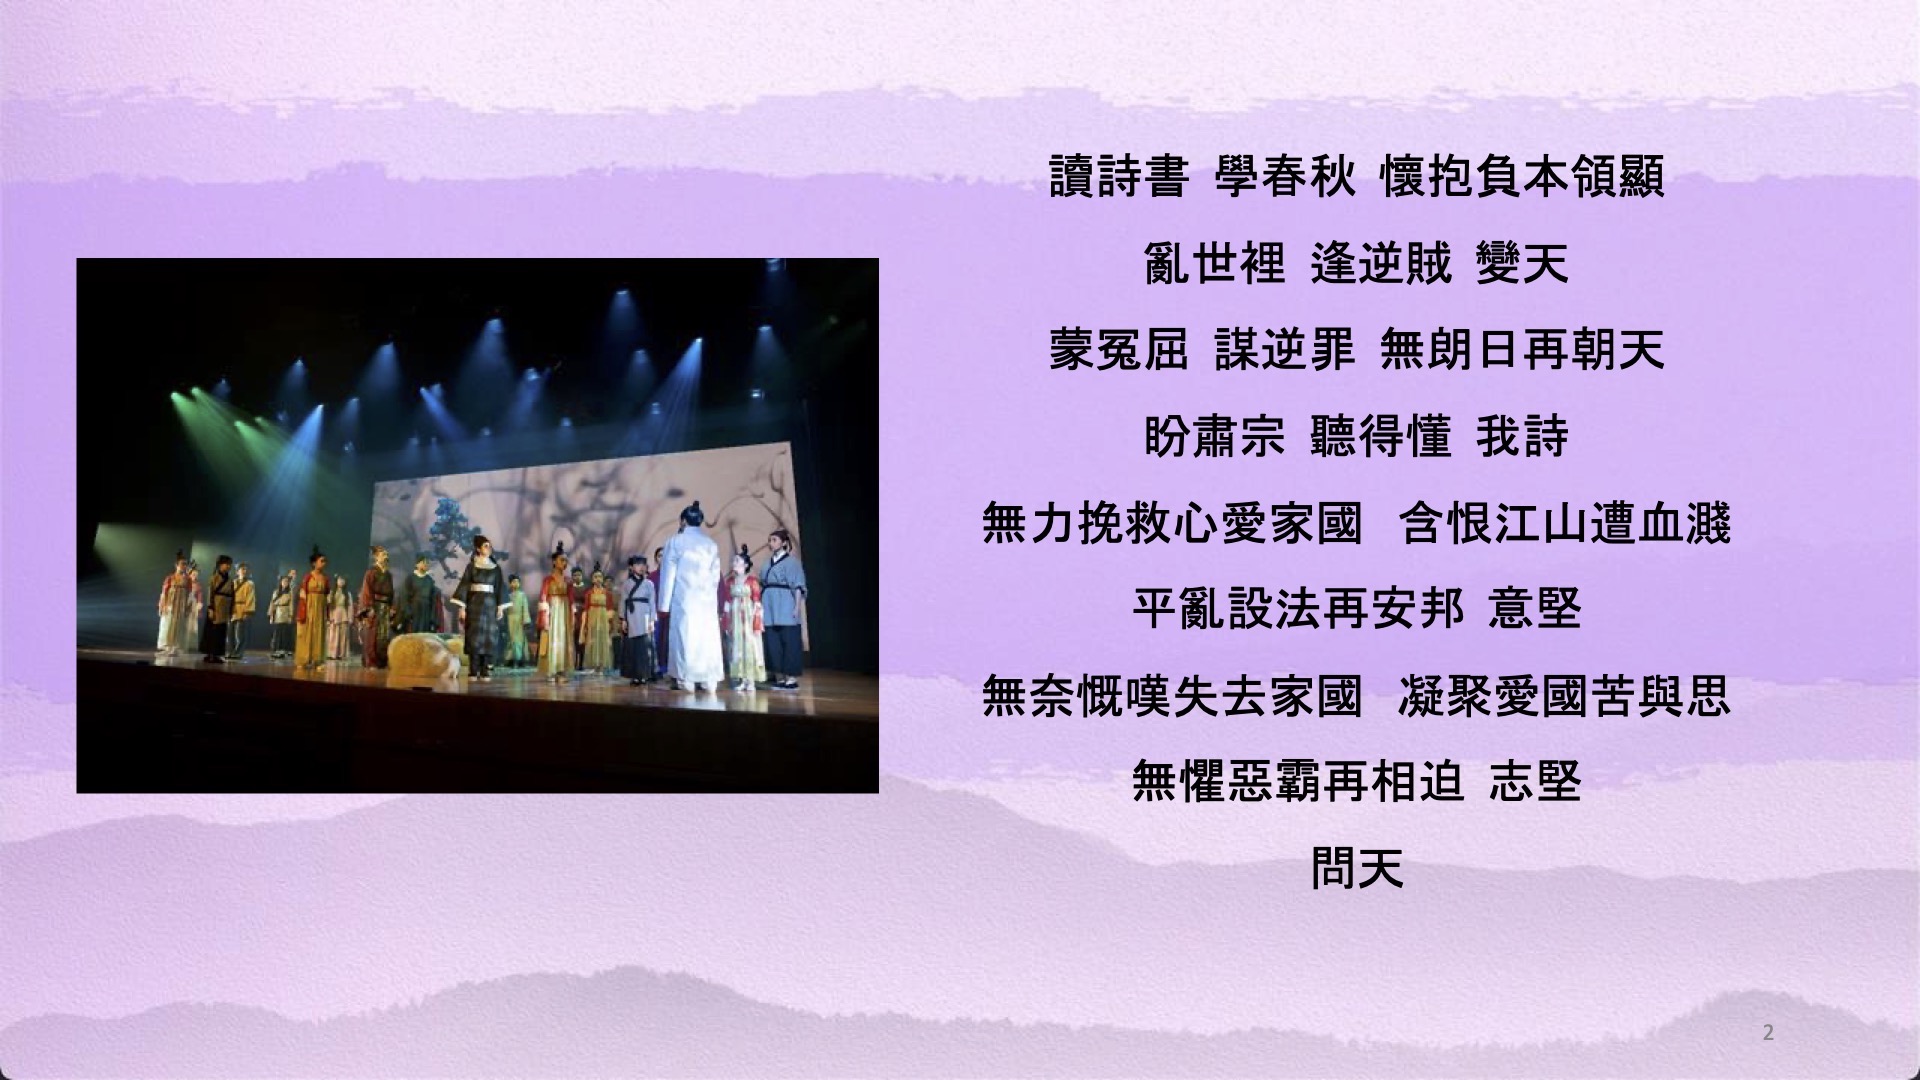 讀詩書 學春秋 懷抱負本領顯
亂世裡 逢逆賊 變天
蒙冤屈 謀逆罪 無朗日再朝天
盼肅宗 聽得懂 我詩
無力挽救心愛家國 含恨江山遭血濺
平亂設法再安邦 意堅
無奈慨嘆失去家國 凝聚愛國苦與思
無懼惡霸再相迫 志堅
問天
2